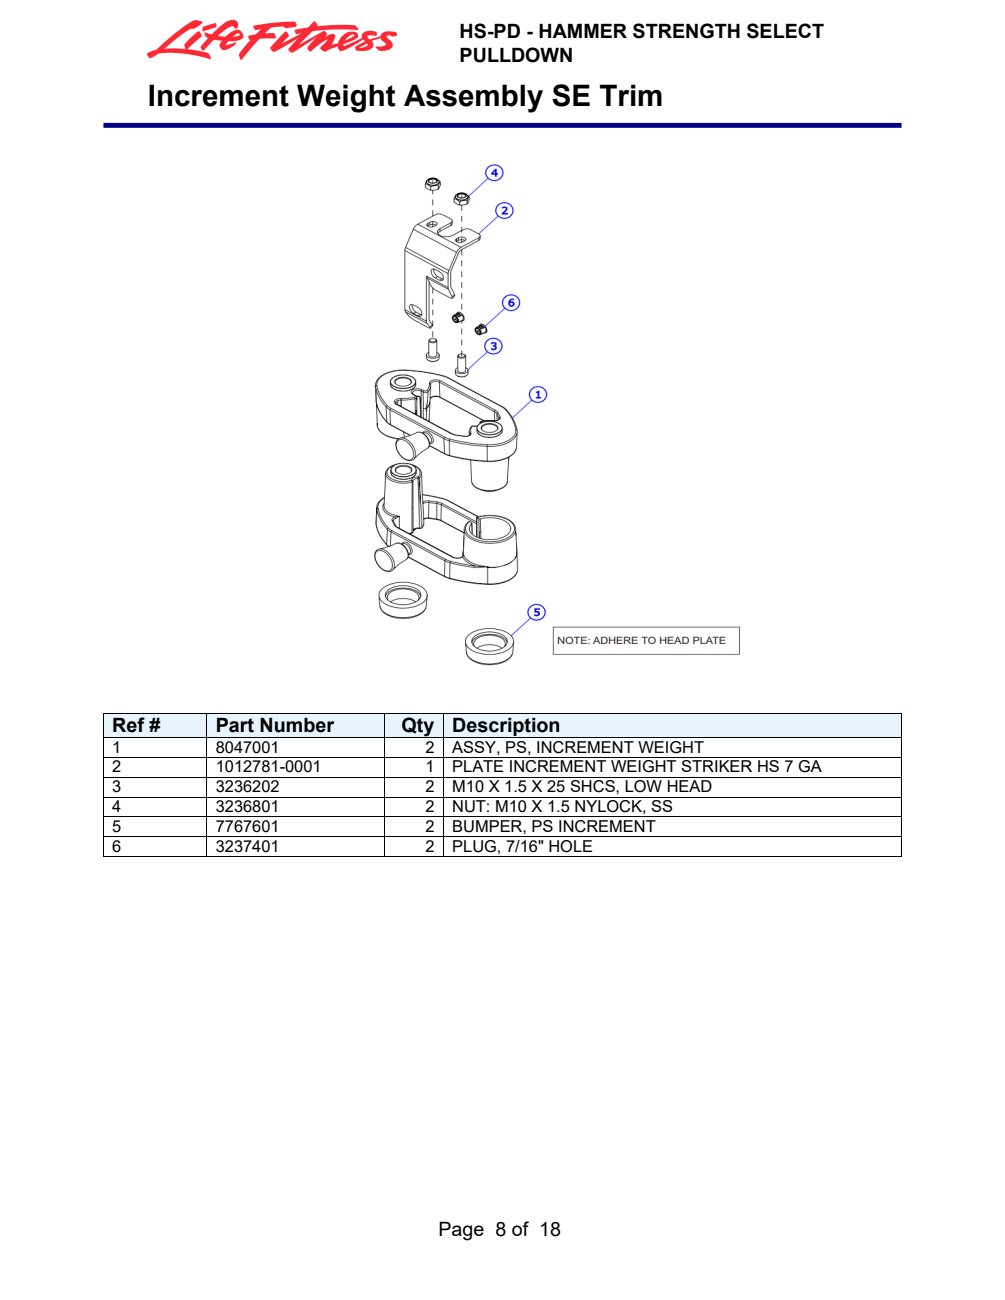 Life Fitness
HS-PD - HAMMER STRENGTH SELECT
PULLDOWN
Increment Weight Assembly SE Trim
4
2
6
3
1
5
NOTE: ADHERE TO HEAD PLATE
Ref # Part Number Qty Description
1 8047001 2 ASSY, PS, INCREMENT WEIGHT
2 1012781-0001 1 PLATE INCREMENT WEIGHT STRIKER HS 7 GA
3 3236202 2 M10 X 1.5 X 25 SHCS, LOW HEAD
4 3236801 2 NUT: M10 X 1.5 NYLOCK, SS
5 7767601 2 BUMPER, PS INCREMENT
6 3237401 2 PLUG, 7/16" HOLE
Page 8 of 18